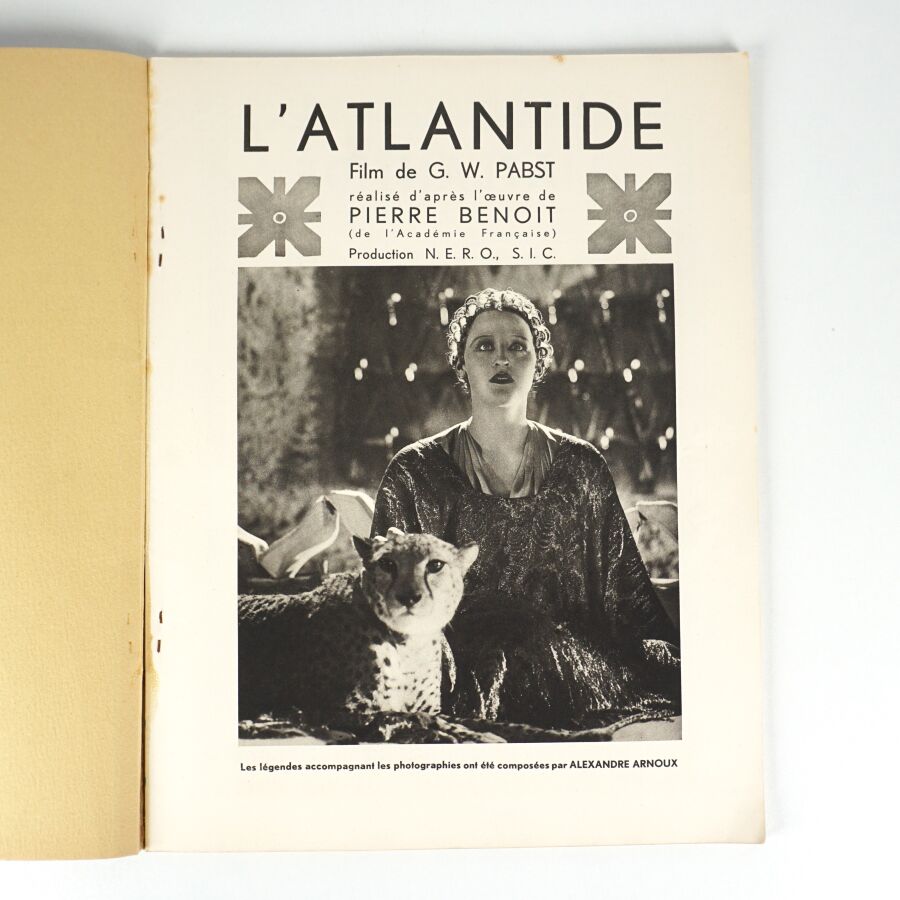 L'ATLANTIDE
Film de G. W. PABST
réalisé d'après l'œuvre de
PIERRE BENOIT
(de l'Académie Française)
Production N. E. R. O., S. I. C.
Les légendes accompagnant les photographies ont été composées par ALEXANDRE ARNOUX